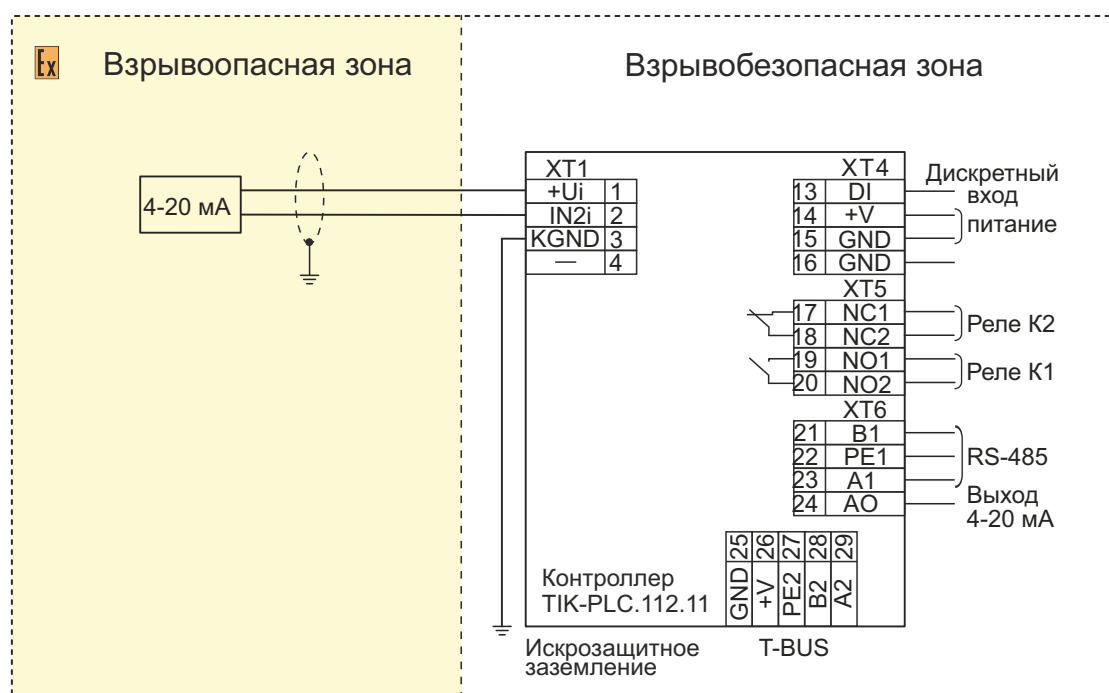 Ex
Взрывоопасная зона
Взрывобезопасная зона
4-20 мА
XT1
+Ui 1
IN2i 2
KGND 3
— 4
XT4
13 DI
14 +V
15 GND
16 GND
Дискретный
вход
питание
XT5
17 NC1
18 NC2
19 NO1
20 NO2
Реле К2
Реле К1
XT6
21 B1
22 PE1
23 A1
24 AO
RS-485
Выход
4-20 мА
25 26 27 28 29
GND +V PE2 B2 A2
Контроллер
TIK-PLC.112.11
Искрозащитное
заземление
T-BUS